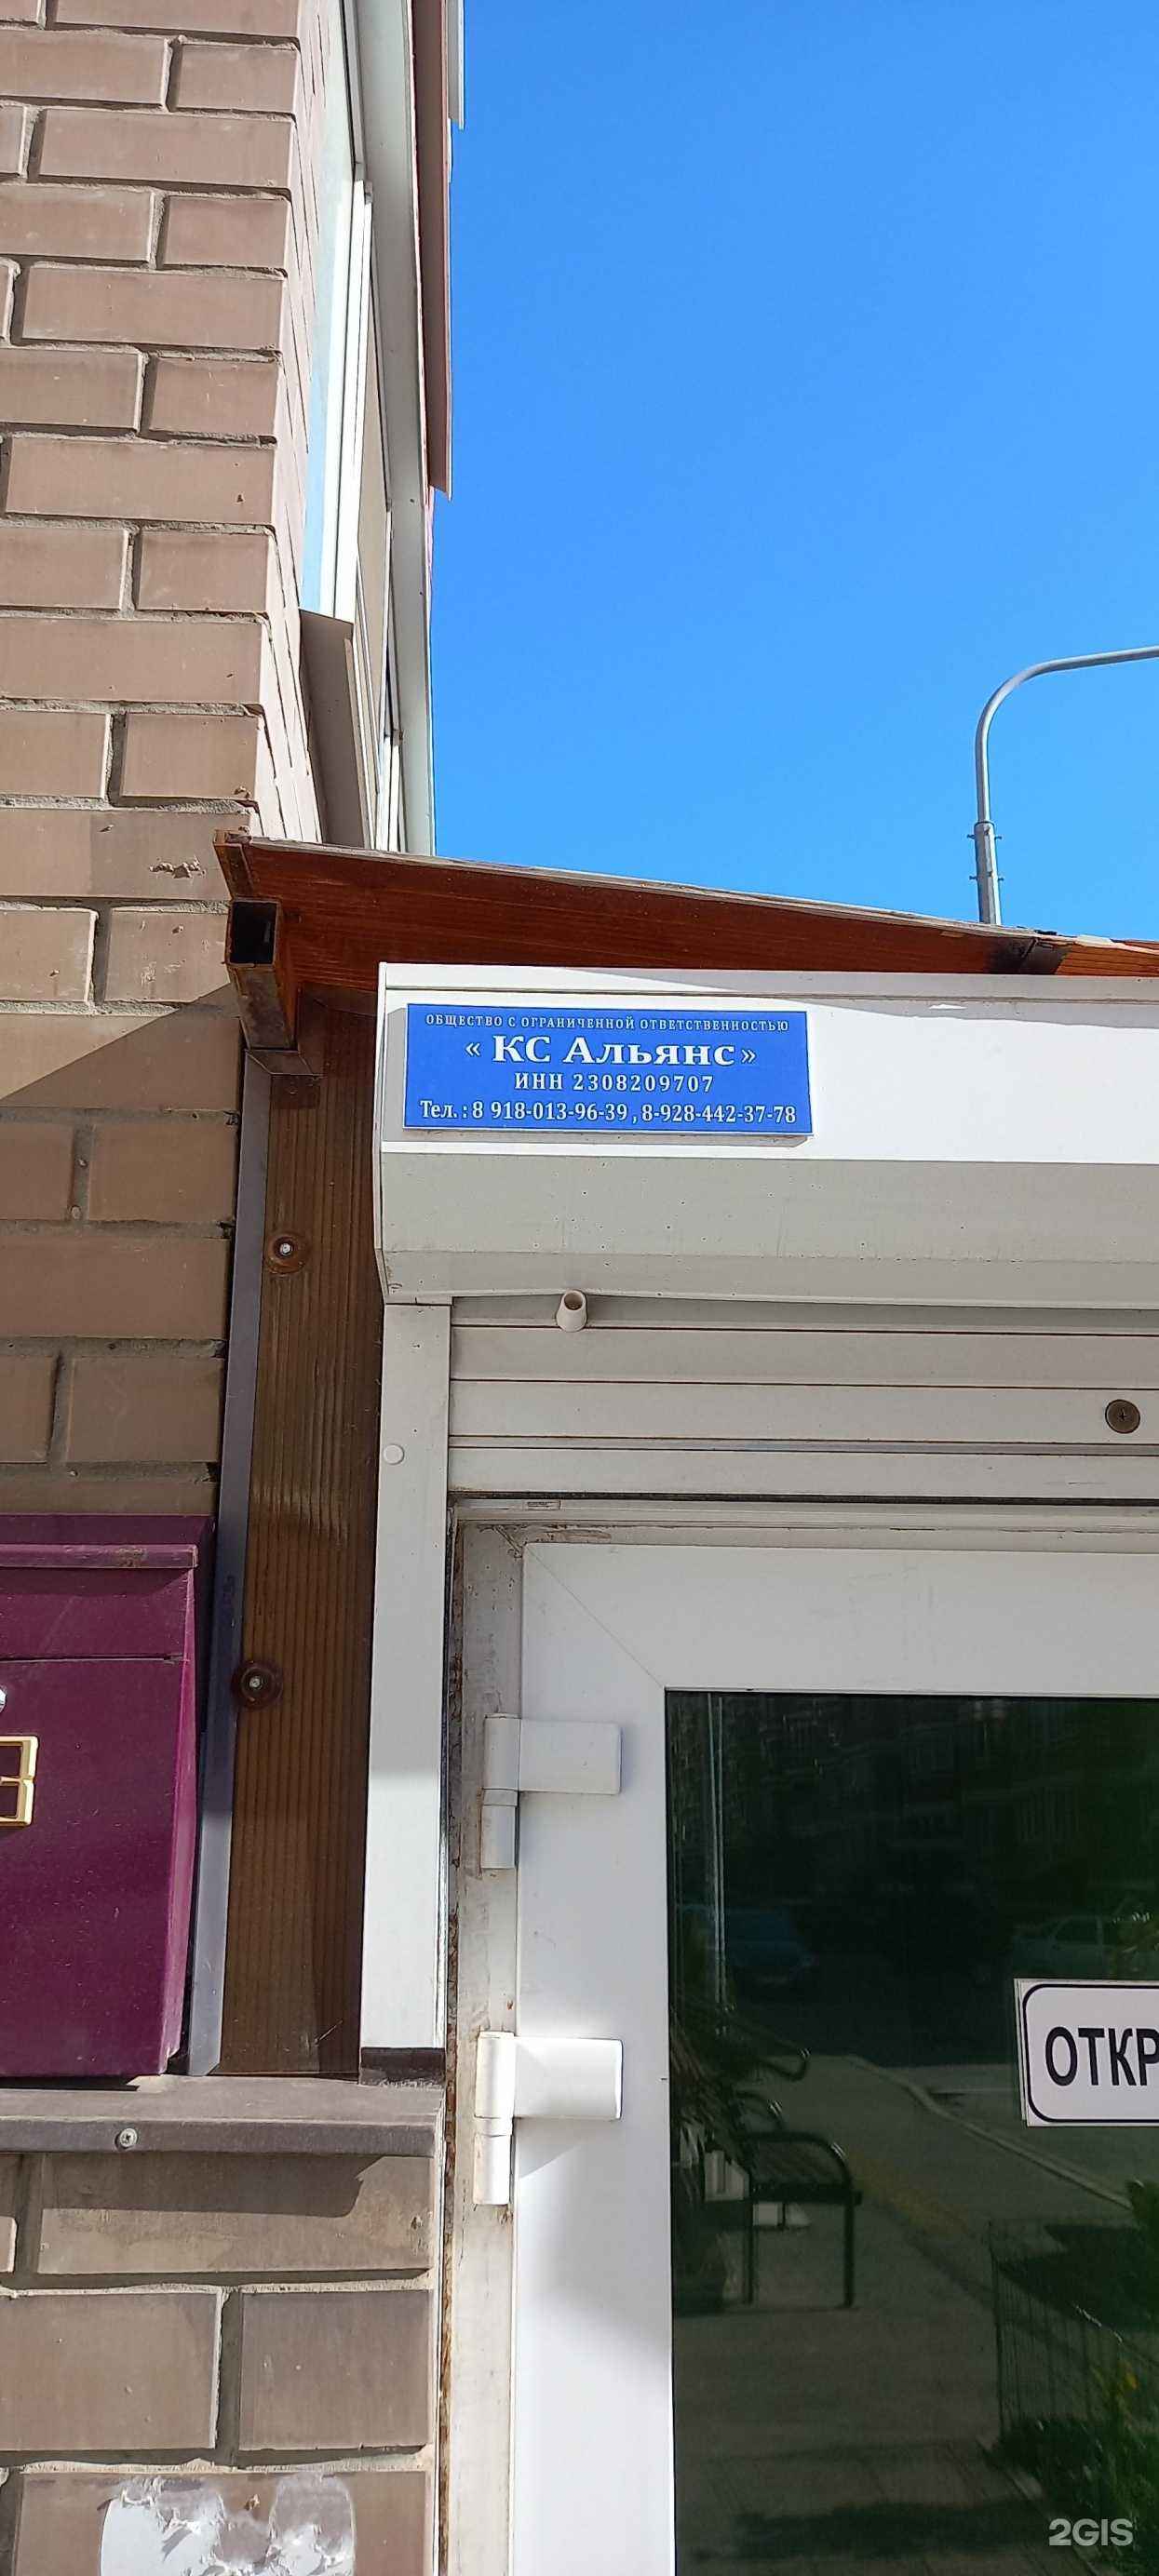 ОБЩЕСТВО С ОГРАНИЧЕННОЙ ОТВЕТСТВЕННОСТЬЮ
« КС Альянс»
ИНН 2308209707
Тел. : 8 918-013-96-39 , 8-928-442-37-78
ОТКР
2GIS